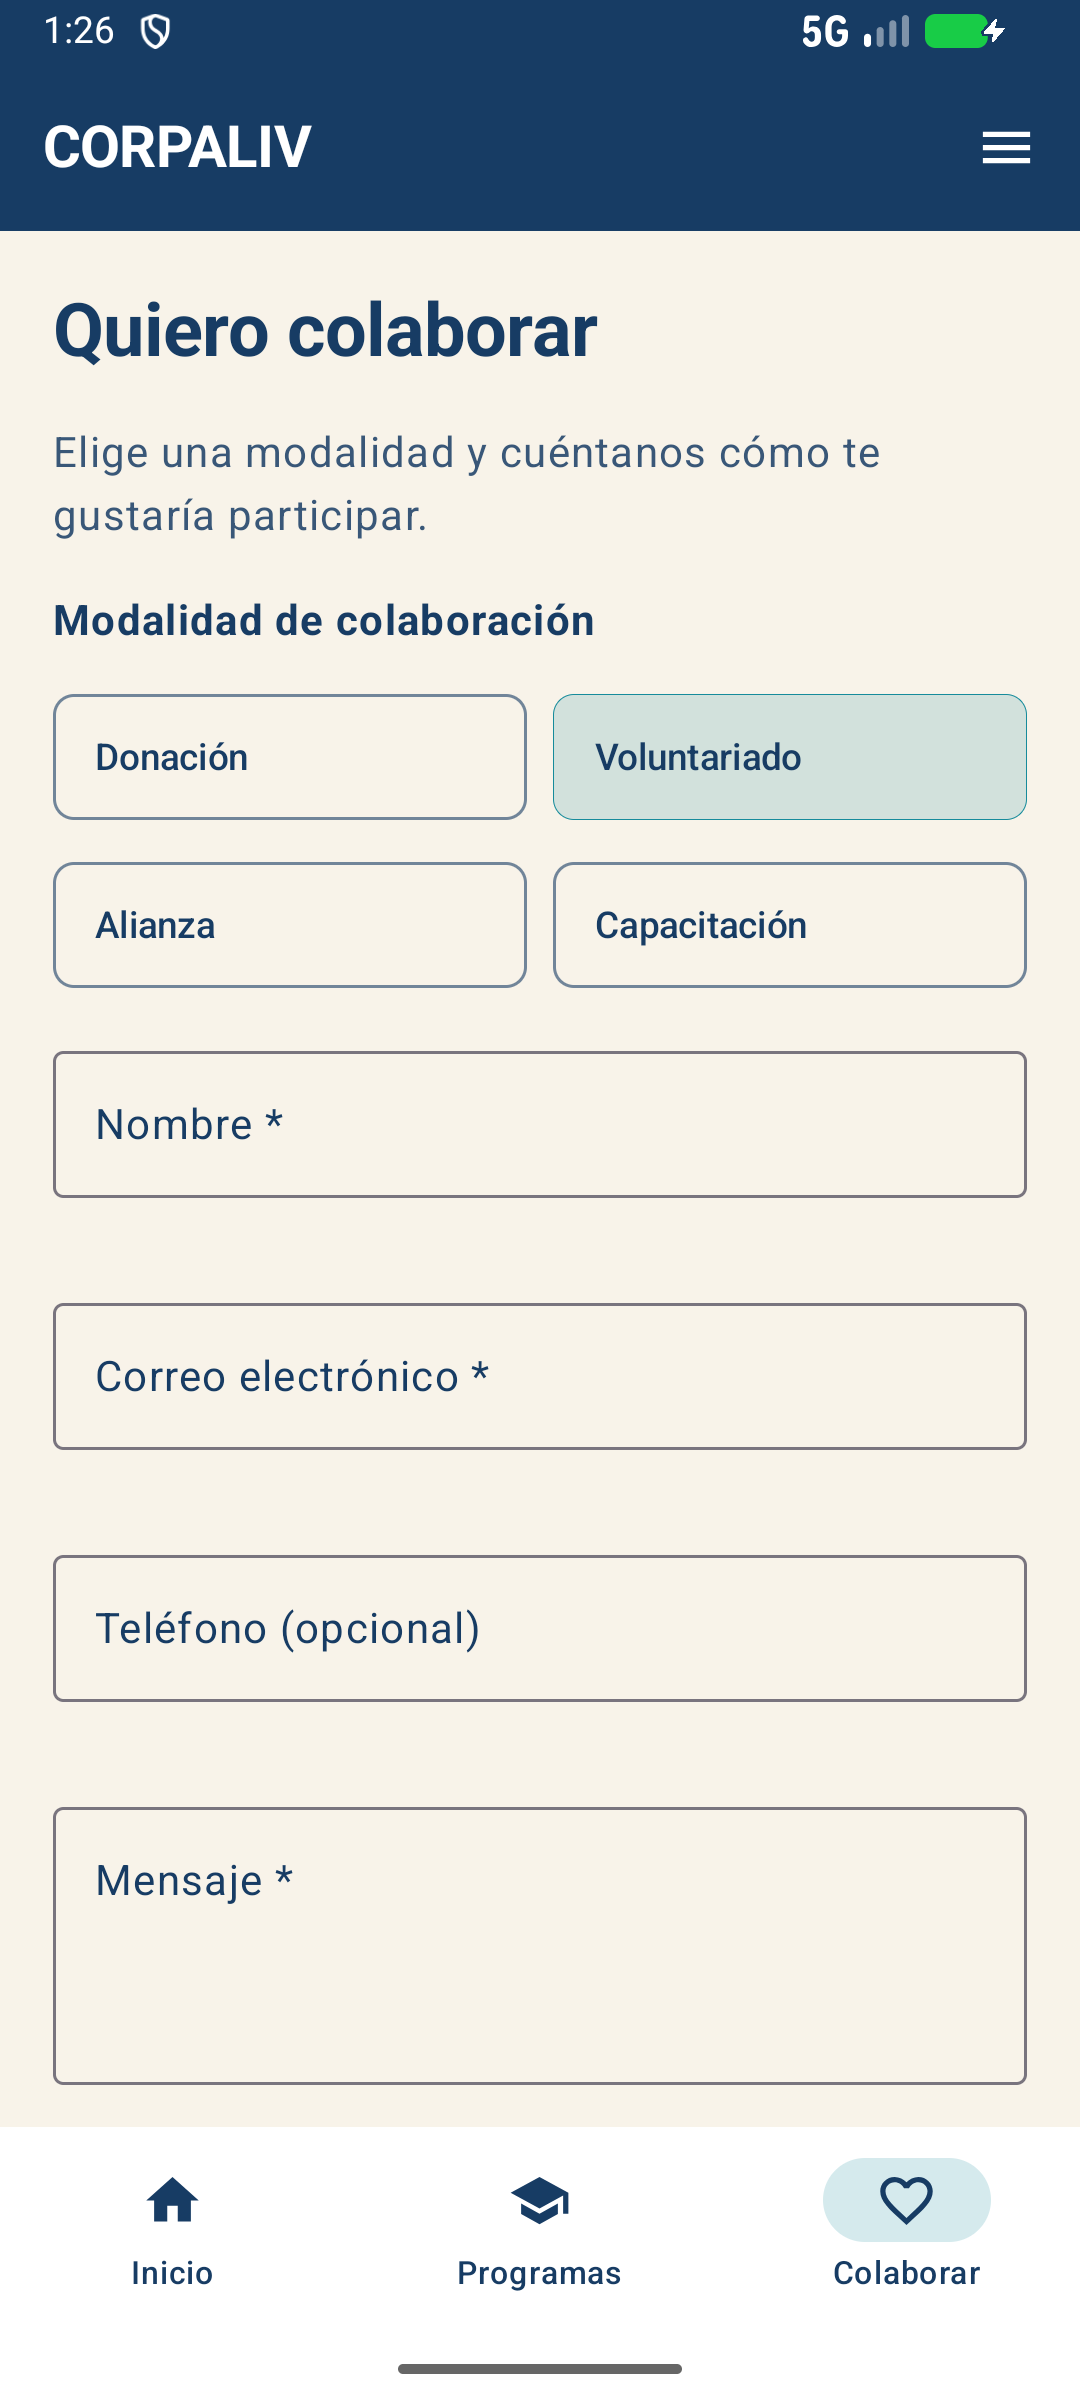 1:26
5G
CORPALIV
Quiero colaborar
Elige una modalidad y cuéntanos cómo te
gustaría participar.
Modalidad de colaboración
Donación
Voluntariado
Alianza
Capacitación
Nombre *
Correo electrónico *
Teléfono (opcional)
Mensaje *
Inicio
Programas
Colaborar